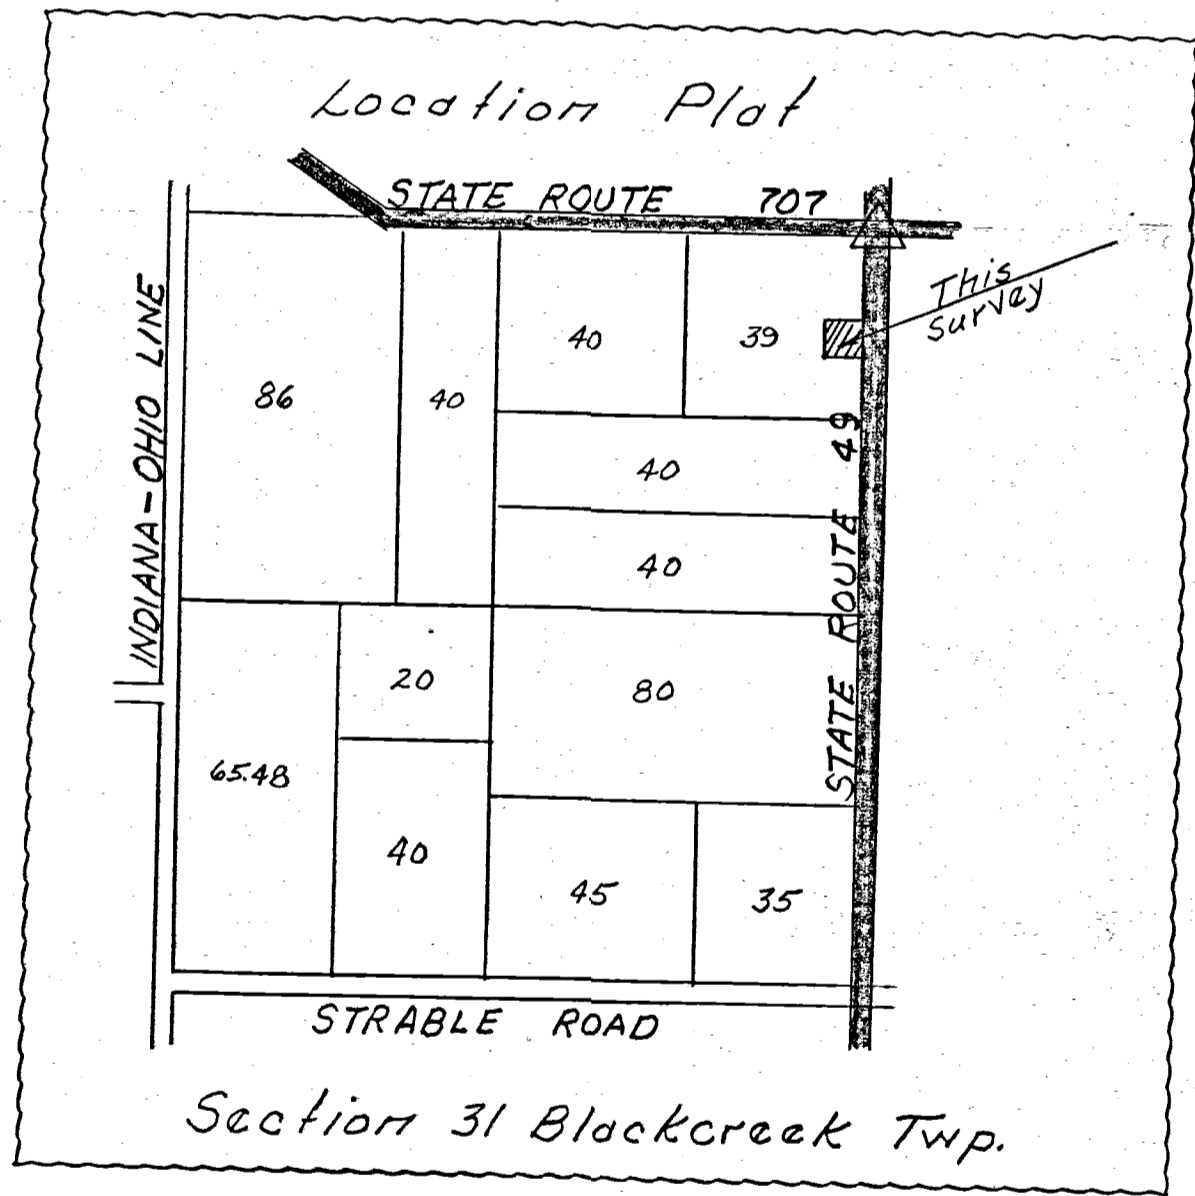 Location Plat
STATE ROUTE 707
INDIANA-OHIO LINE
This
survey
40
39
86
40
40
STATE ROUTE 49
40
20
80
65.48
40
45
35
STRABLE ROAD
Section 31 Blackcreek Twp.